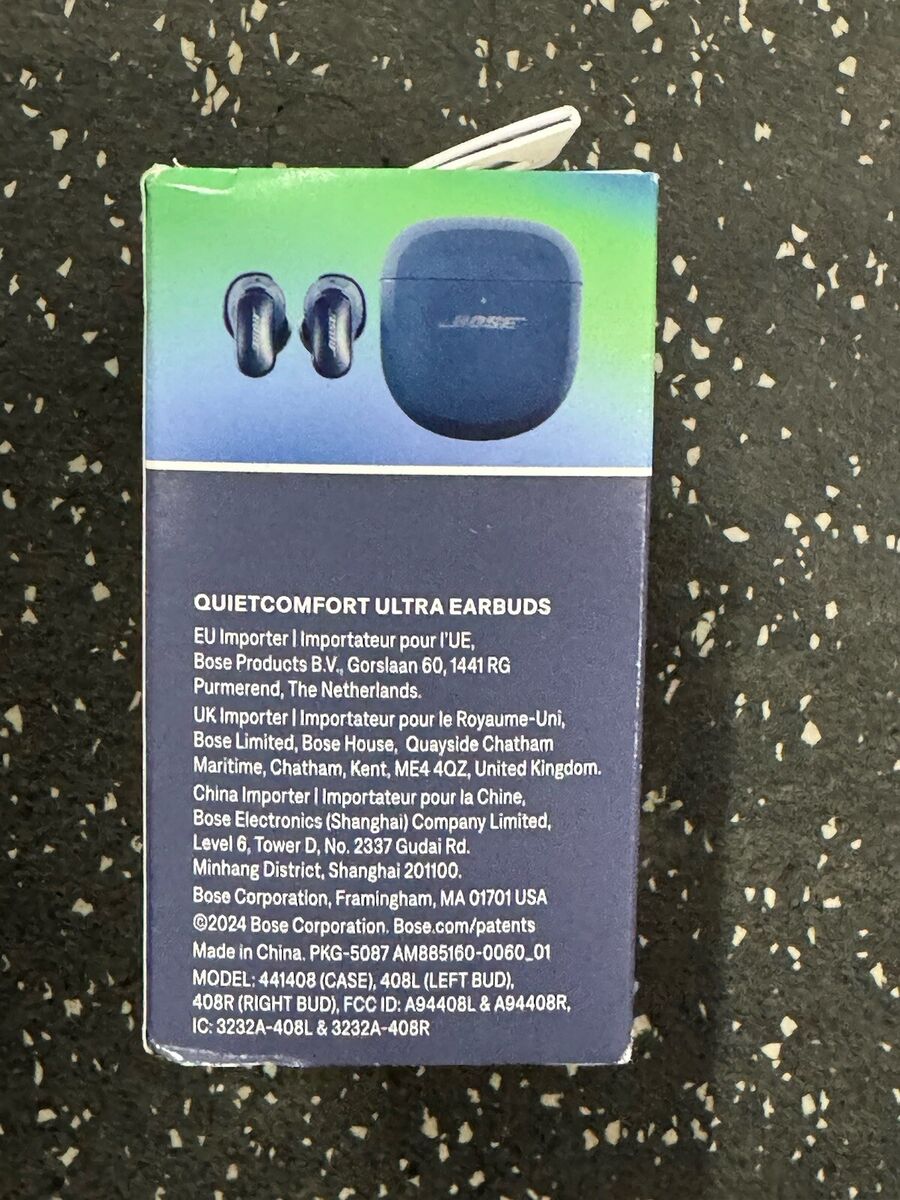 BOSE
BOSE
BOSE
QUIETCOMFORT ULTRA EARBUDS
EU Importer | Importateur pour l'UE,
Bose Products B.V., Gorslaan 60, 1441 RG
Purmerend, The Netherlands.
UK Importer | Importateur pour le Royaume-Uni,
Bose Limited, Bose House, Quayside Chatham
Maritime, Chatham, Kent, ME4 4QZ, United Kingdom.
China Importer | Importateur pour la Chine,
Bose Electronics (Shanghai) Company Limited,
Level 6, Tower D, No. 2337 Gudai Rd.
Minhang District, Shanghai 201100.
Bose Corporation, Framingham, MA 01701 USA
©2024 Bose Corporation. Bose.com/patents
Made in China. PKG-5087 AM885160-0060_01
MODEL: 441408 (CASE), 408L (LEFT BUD),
408R (RIGHT BUD), FCC ID: A94408L & A94408R,
IC: 3232A-408L & 3232A-408R